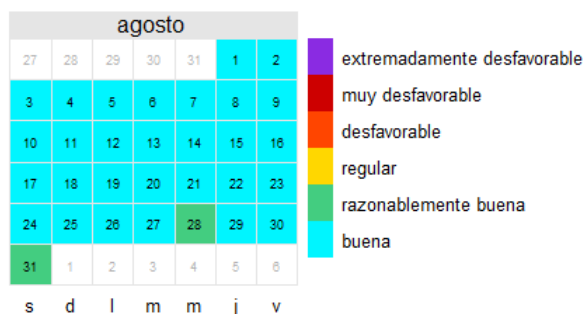 agosto
27 28 29 30 31 1 2
3 4 5 6 7 8 9
10 11 12 13 14 15 16
17 18 19 20 21 22 23
24 25 26 27 28 29 30
31 1 2 3 4 5 6
s d l m m j v
extremadamente desfavorable
muy desfavorable
desfavorable
regular
razonablemente buena
buena